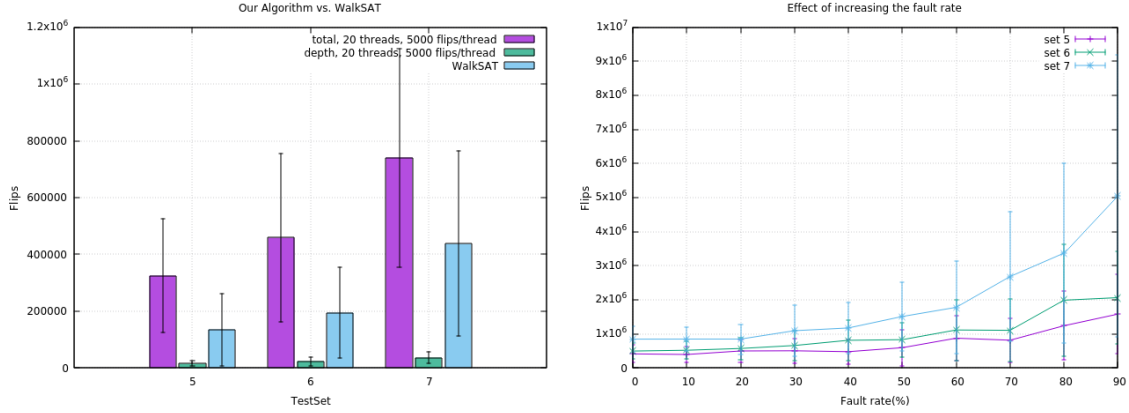 Our Algorithm vs. WalkSAT
1.2x10^6
1x10^6
800000
600000
400000
200000
0
Flips
total, 20 threads, 5000 flips/thread
depth, 20 threads, 5000 flips/thread
WalkSAT
5 6 7
TestSet
Effect of increasing the fault rate
1x10^7
9x10^6
8x10^6
7x10^6
6x10^6
5x10^6
4x10^6
3x10^6
2x10^6
1x10^6
0
Flips
set 5
set 6
set 7
0 10 20 30 40 50 60 70 80 90
Fault rate(%)